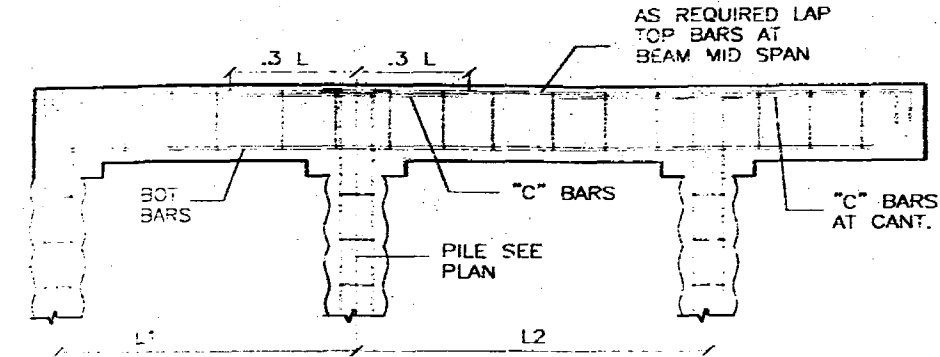 AS REQUIRED LAP
TOP BARS AT
BEAM MID SPAN
.3 L
.3 L
BOT
BARS
"C" BARS
"C" BARS
AT CANT.
PILE SEE
PLAN
L1
L2